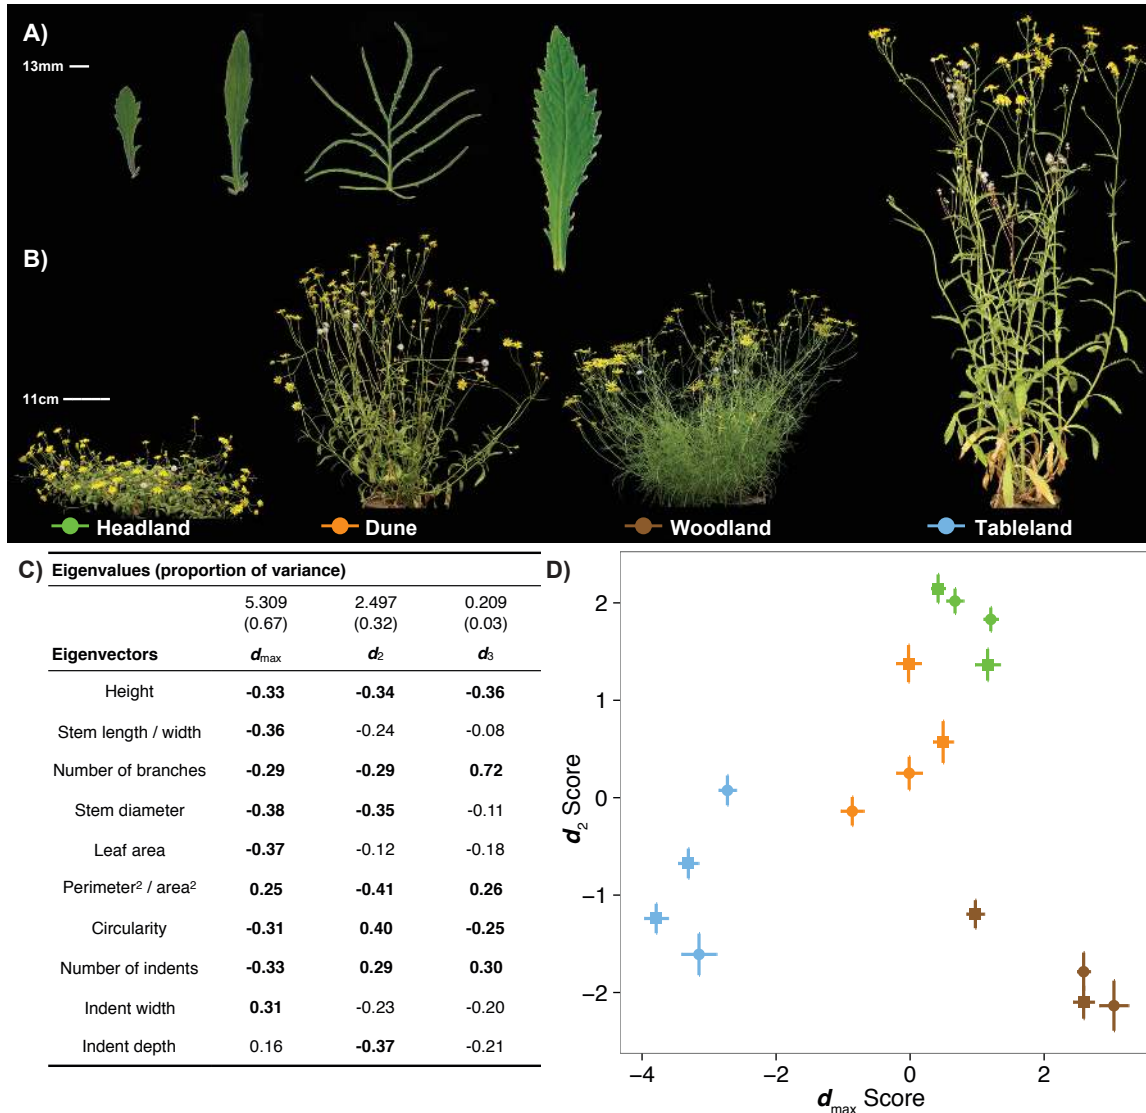 A)
13mm
B)
11cm
Headland Dune Woodland Tableland
C) Eigenvalues (proportion of variance)
5.309 2.497 0.209
(0.67) (0.32) (0.03)
Eigenvectors dmax d2 d3
Height -0.33 -0.34 -0.36
Stem length / width -0.36 -0.24 -0.08
Number of branches -0.29 -0.29 0.72
Stem diameter -0.38 -0.35 -0.11
Leaf area -0.37 -0.12 -0.18
Perimeter² / area² 0.25 -0.41 0.26
Circularity -0.31 0.40 -0.25
Number of indents -0.33 0.29 0.30
Indent width 0.31 -0.23 -0.20
Indent depth 0.16 -0.37 -0.21
D)
2
1
0
−1
−2
d2 Score
−4 −2 0 2
dmax Score